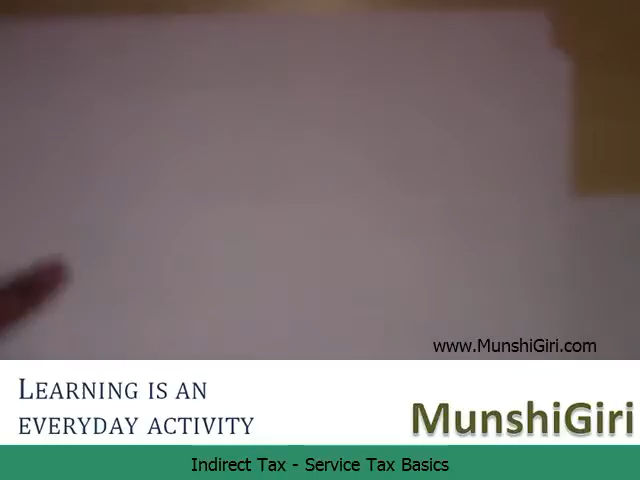 www.MunshiGiri.com
LEARNING IS AN
EVERYDAY ACTIVITY
MunshiGiri
Indirect Tax - Service Tax Basics